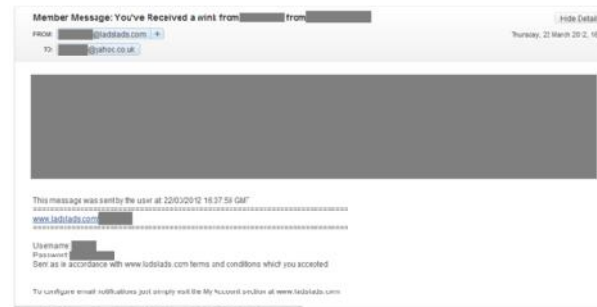 Member Message: You've Received a wink from from
Hide Detail
FROM: @ladslads.com +
Thursday, 22 March 2012, 16
TO: @yahoo.co.uk
This message was sent by the user at 22/03/2012 16:37:59 GMT
www.ladslads.com
Username
Password
Sent as in accordance with www.ladslads.com terms and conditions which you accepted
To configure email notifications just simply visit the My Account section at www.ladslads.com